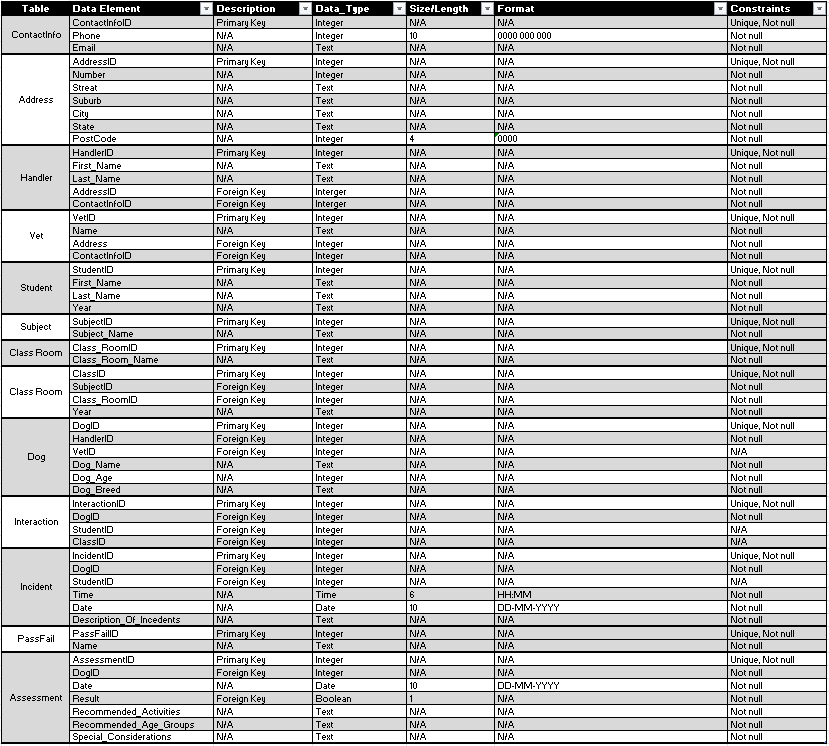 Table Data Element Description Data_Type Size/Length Format Constraints
ContactInfo
ContactInfoID Primary Key Integer N/A N/A Unique, Not null
Phone N/A Integer 10 0000 000 000 Not null
Email N/A Text N/A N/A Not null
Address
AddressID Primary Key Integer N/A N/A Unique, Not null
Number N/A Integer N/A N/A Not null
Streat N/A Text N/A N/A Not null
Suburb N/A Text N/A N/A Not null
City N/A Text N/A N/A Not null
State N/A Text N/A N/A Not null
PostCode N/A Integer 4 0000 Not null
Handler
HandlerID Primary Key Integer N/A N/A Unique, Not null
First_Name N/A Text N/A N/A Not null
Last_Name N/A Text N/A N/A Not null
AddressID Foreign Key Interger N/A N/A Not null
ContactInfoID Foreign Key Interger N/A N/A Not null
Vet
VetID Primary Key Integer N/A N/A Unique, Not null
Name N/A Text N/A N/A Not null
Address Foreign Key Integer N/A N/A Not null
ContactInfoID Foreign Key Integer N/A N/A Not null
Student
StudentID Primary Key Integer N/A N/A Unique, Not null
First_Name N/A Text N/A N/A Not null
Last_Name N/A Text N/A N/A Not null
Year N/A Text N/A N/A Not null
Subject
SubjectID Primary Key Integer N/A N/A Unique, Not null
Subject_Name N/A Text N/A N/A Not null
Class Room
Class_RoomID Primary Key Integer N/A N/A Unique, Not null
Class_Room_Name N/A Text N/A N/A Not null
Class Room
ClassID Primary Key Integer N/A N/A Unique, Not null
SubjectID Foreign Key Integer N/A N/A Not null
Class_RoomID Foreign Key Integer N/A N/A Not null
Year N/A Text N/A N/A Not null
Dog
DogID Primary Key Integer N/A N/A Unique, Not null
HandlerID Foreign Key Integer N/A N/A Not null
VetID Foreign Key Integer N/A N/A N/A
Dog_Name N/A Text N/A N/A Not null
Dog_Age N/A Integer N/A N/A Not null
Dog_Breed N/A Text N/A N/A Not null
Interaction
InteractionID Primary Key Integer N/A N/A Unique, Not null
DogID Foreign Key Integer N/A N/A Not null
StudentID Foreign Key Integer N/A N/A N/A
ClassID Foreign Key Integer N/A N/A N/A
Incident
IncidentID Primary Key Integer N/A N/A Unique, Not null
DogID Foreign Key Integer N/A N/A Not null
StudentID Foreign Key Integer N/A N/A N/A
Time N/A Time 6 HH:MM Not null
Date N/A Date 10 DD-MM-YYYY Not null
Description_Of_Incedents N/A Text N/A N/A Not null
PassFail
PassFailID Primary Key Integer N/A N/A Unique, Not null
Name N/A Text N/A N/A Not null
Assessment
AssessmentID Primary Key Integer N/A N/A Unique, Not null
DogID Foreign Key Integer N/A N/A Not null
Date N/A Date 10 DD-MM-YYYY Not null
Result Foreign Key Boolean 1 N/A Not null
Recommended_Activities N/A Text N/A N/A Not null
Recommended_Age_Groups N/A Text N/A N/A Not null
Special_Considerations N/A Text N/A N/A Not null